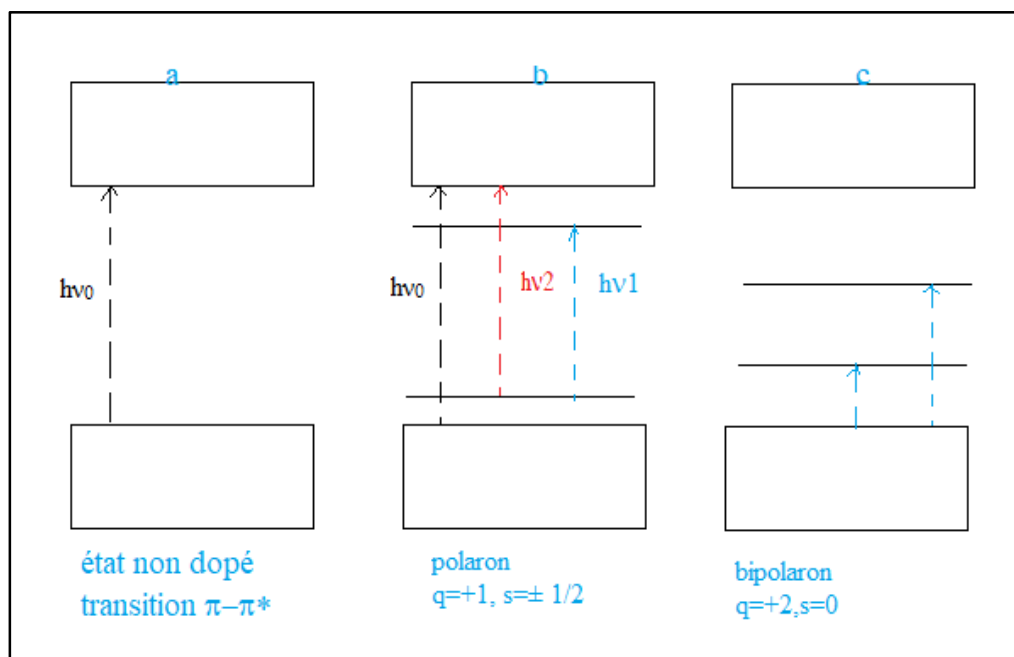 a
b
c
hν₀
hν₀
hν2
hν1
état non dopé
transition π–π*
polaron
q=+1, s=± 1/2
bipolaron
q=+2,s=0